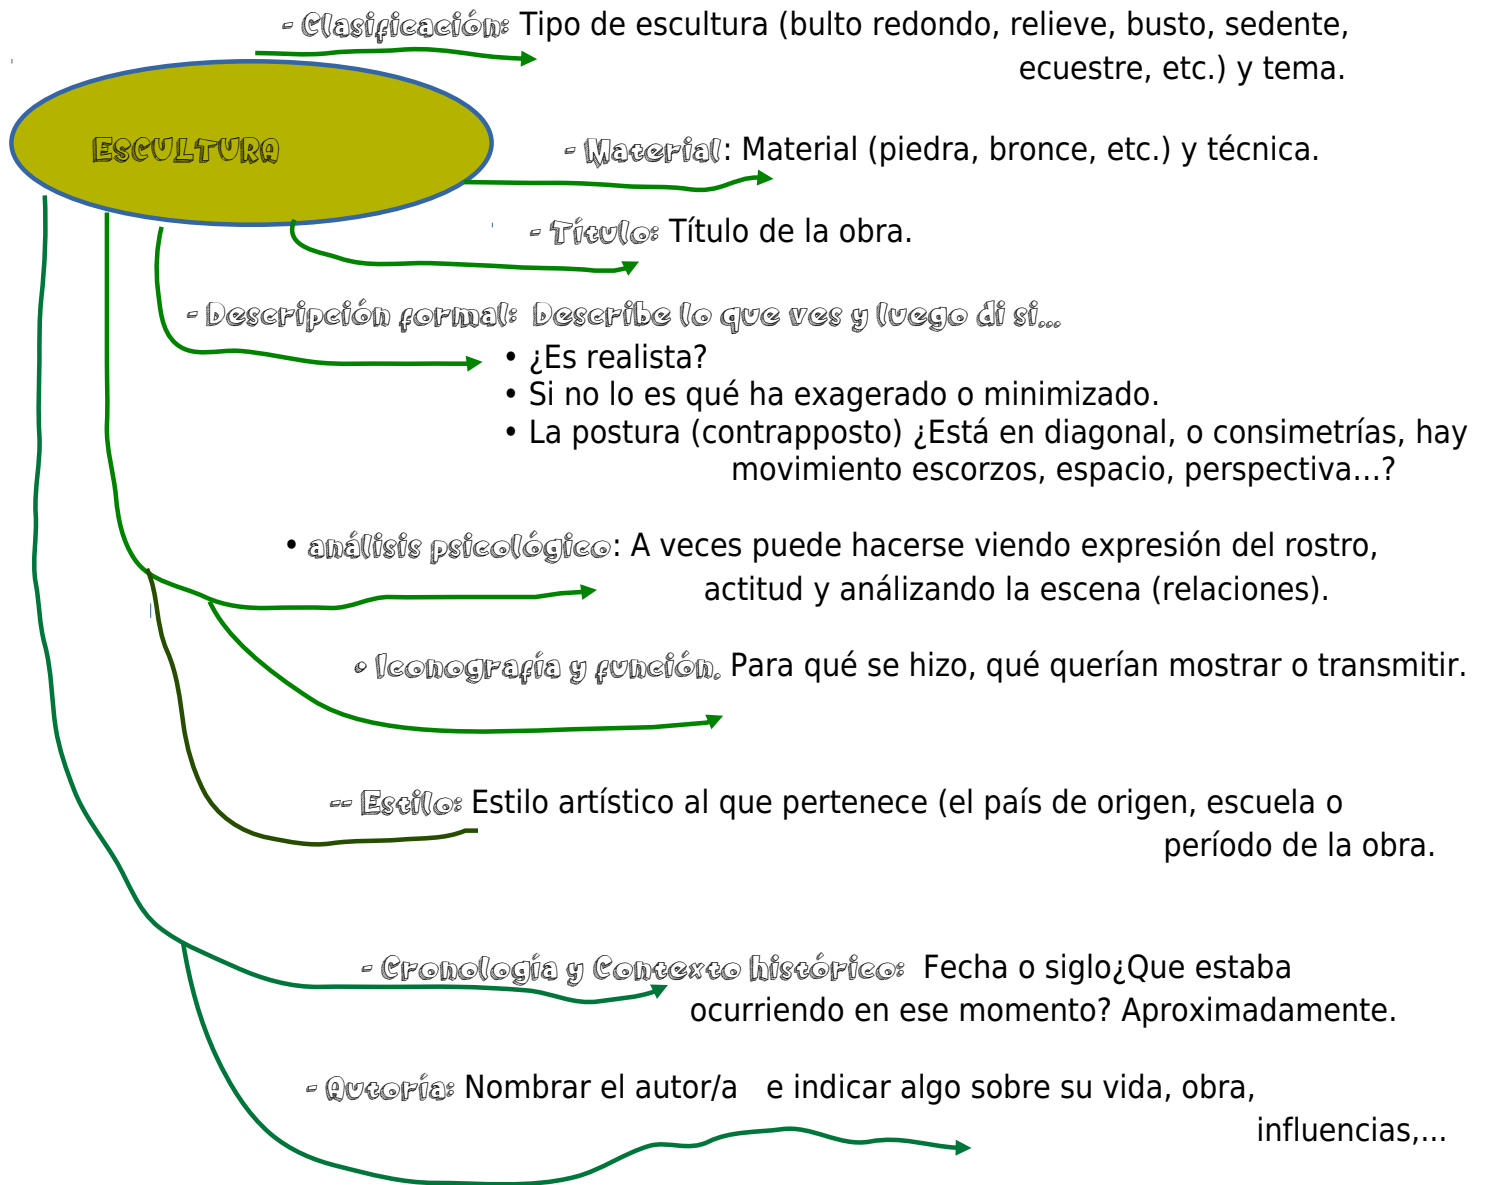 - Clasificación: Tipo de escultura (bulto redondo, relieve, busto, sedente,
ecuestre, etc.) y tema.
ESCULTURA
- Material: Material (piedra, bronce, etc.) y técnica.
- Título: Título de la obra.
- Descripción formal: Describe lo que ves y luego di si...
• ¿Es realista?
• Si no lo es qué ha exagerado o minimizado.
• La postura (contrapposto) ¿Está en diagonal, o consimetrías, hay
movimiento escorzos, espacio, perspectiva...?
• análisis psicológico: A veces puede hacerse viendo expresión del rostro,
actitud y análizando la escena (relaciones).
• Iconografía y función. Para qué se hizo, qué querían mostrar o transmitir.
-- Estilo: Estilo artístico al que pertenece (el país de origen, escuela o
período de la obra.
- Cronología y Contexto histórico: Fecha o siglo¿Que estaba
ocurriendo en ese momento? Aproximadamente.
- Autoría: Nombrar el autor/a e indicar algo sobre su vida, obra,
influencias,...